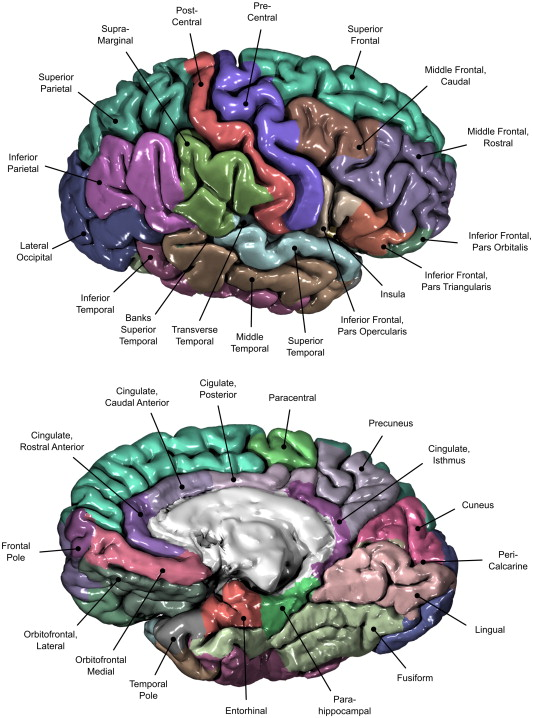 Post-
Central
Pre-
Central
Supra-
Marginal
Superior
Frontal
Superior
Parietal
Middle Frontal,
Caudal
Middle Frontal,
Rostral
Inferior
Parietal
Lateral
Occipital
Inferior Frontal,
Pars Orbitalis
Inferior Frontal,
Pars Triangularis
Insula
Inferior
Temporal
Banks
Superior
Temporal
Transverse
Temporal
Middle
Temporal
Superior
Temporal
Inferior Frontal,
Pars Opercularis
Cingulate,
Caudal Anterior
Cigulate,
Posterior
Paracentral
Precuneus
Cingulate,
Rostral Anterior
Cingulate,
Isthmus
Cuneus
Frontal
Pole
Peri-
Calcarine
Orbitofrontal,
Lateral
Lingual
Orbitofrontal
Medial
Fusiform
Temporal
Pole
Entorhinal
Para-
hippocampal